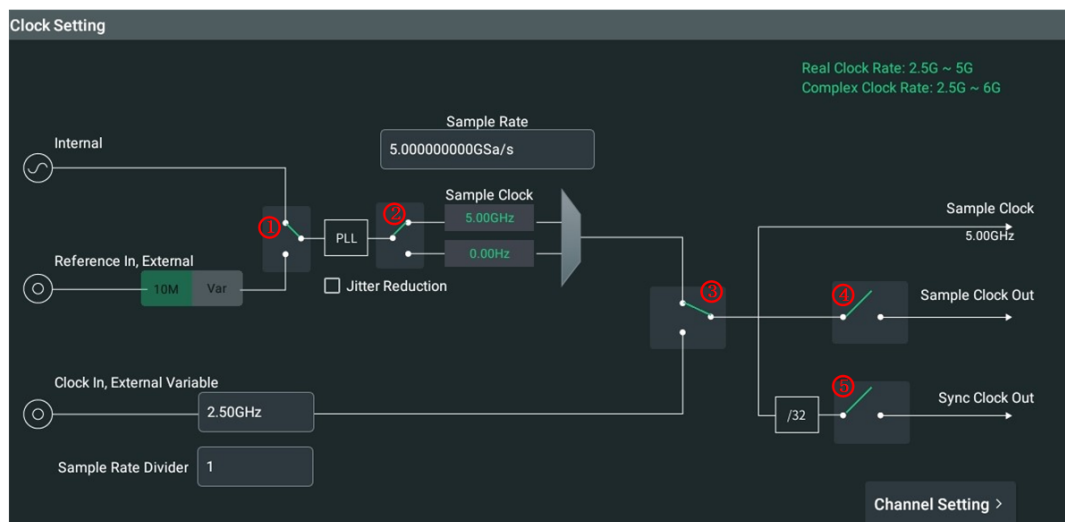 Clock Setting
Real Clock Rate: 2.5G ~ 5G
Complex Clock Rate: 2.5G ~ 6G
Sample Rate
5.000000000GSa/s
Internal
Sample Clock
①
PLL
②
5.00GHz
0.00Hz
Sample Clock
5.00GHz
Reference In, External
10M
Var
Jitter Reduction
③
④
Sample Clock Out
Clock In, External Variable
2.50GHz
/32
⑤
Sync Clock Out
Sample Rate Divider
1
Channel Setting >